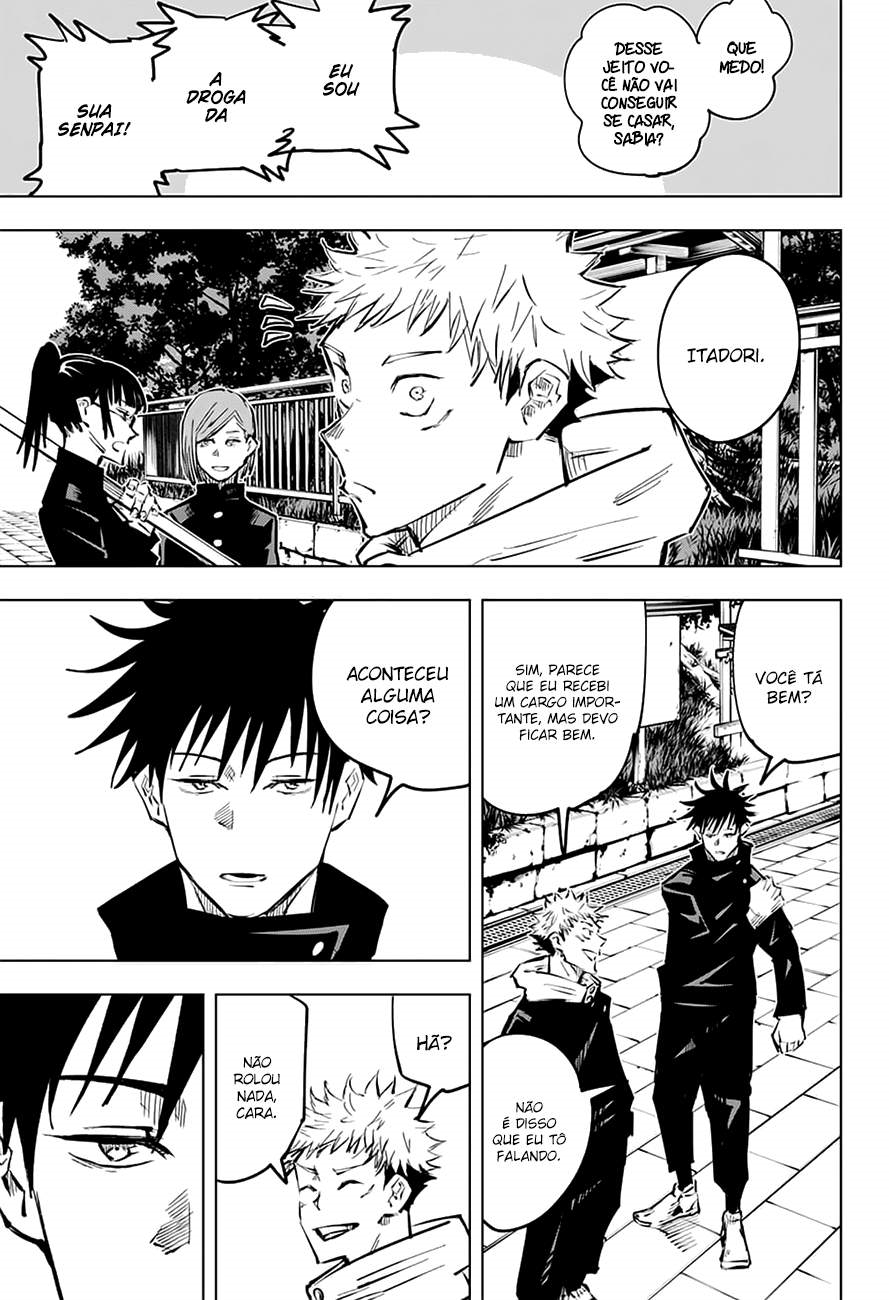 QUE
MEDO!
DESSE
JEITO VO-
CÊ NÃO VAI
CONSEGUIR
SE CASAR,
SABIA?
EU
SOU
A
DROGA
DA
SUA
SENPAI!
ITADORI.
VOCÊ TÁ
BEM?
SIM, PARECE
QUE EU RECEBI
UM CARGO IMPOR-
TANTE, MAS DEVO
FICAR BEM.
NÃO
É DISSO
QUE EU TÔ
FALANDO.
ACONTECEU
ALGUMA
COISA?
HÃ?
NÃO
ROLOU
NADA,
CARA.